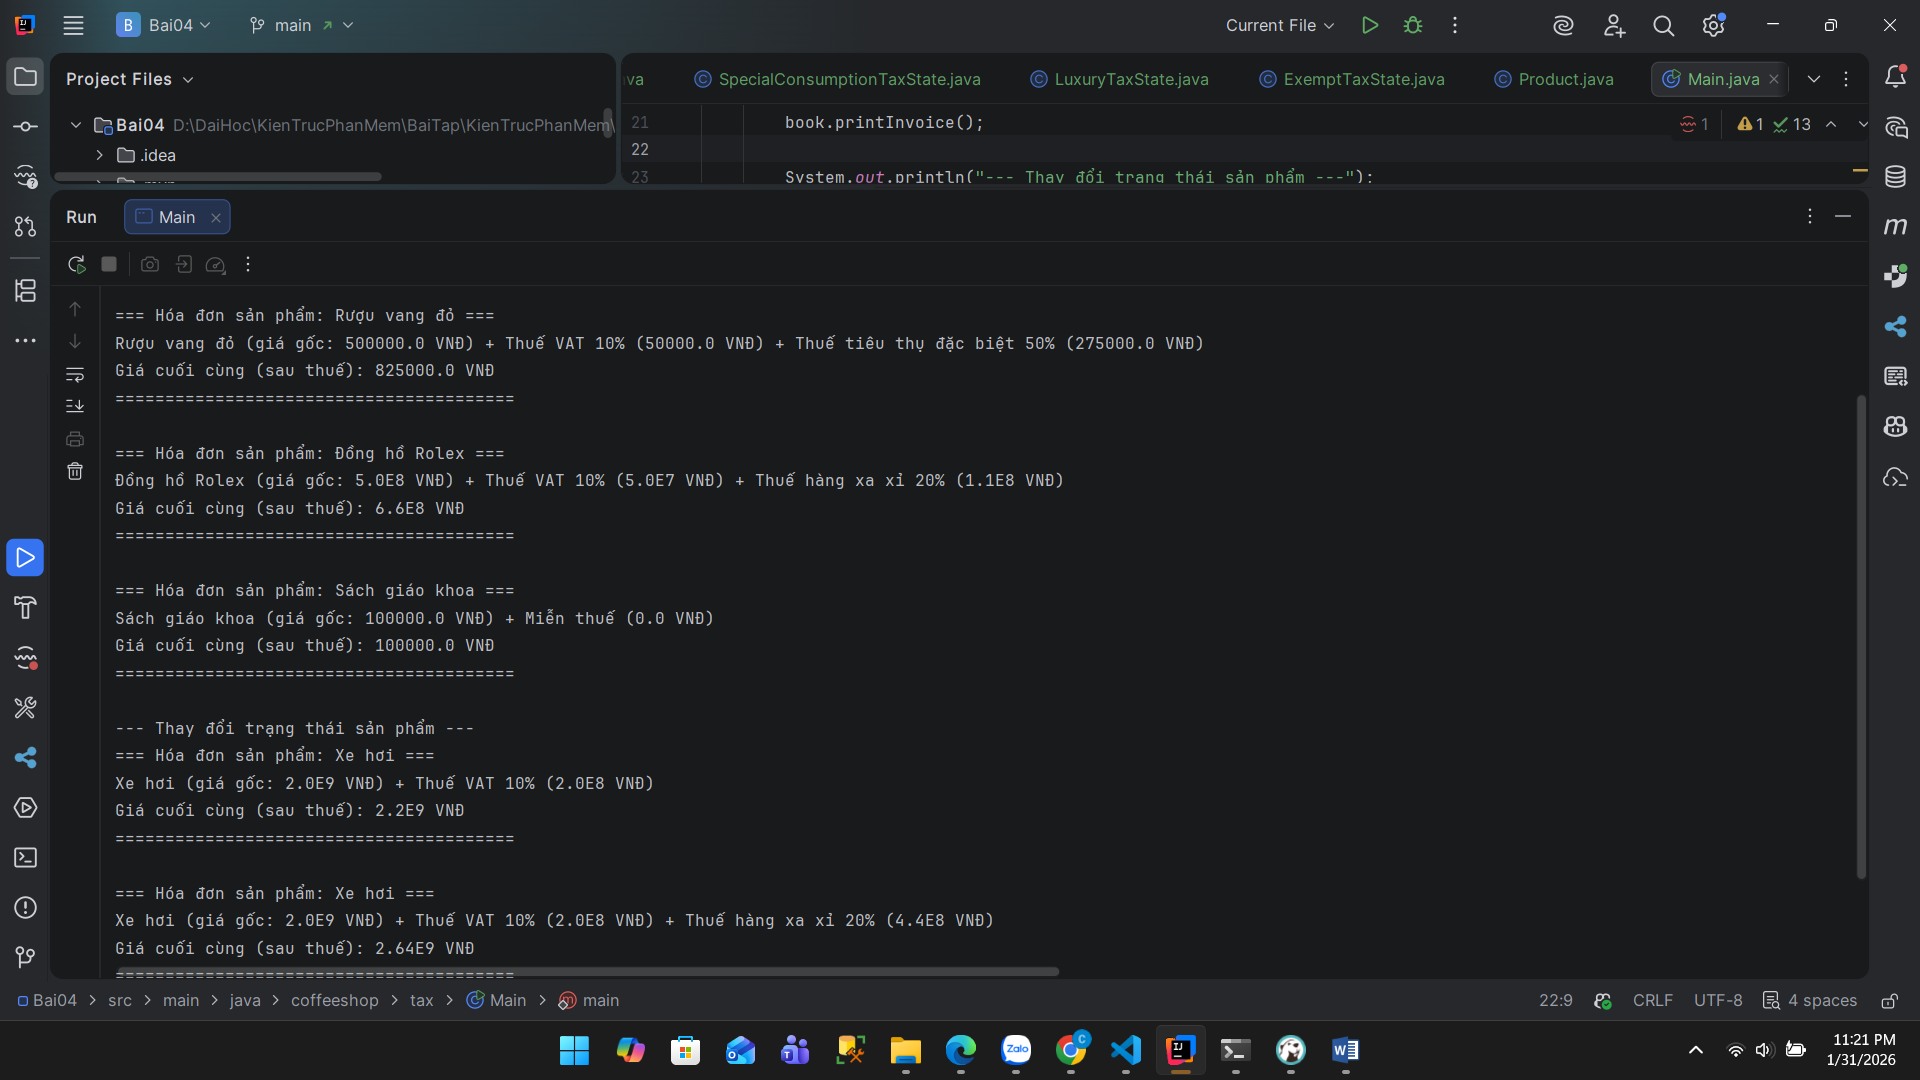 Bai04
main
Current File
Project Files
Bai04 D:\DaiHoc\KienTrucPhanMem\BaiTap\KienTrucPhanMem\
.idea
va
SpecialConsumptionTaxState.java
LuxuryTaxState.java
ExemptTaxState.java
Product.java
Main.java
21 book.printInvoice();
22
23 System.out.println("--- Thay đổi trạng thái sản phẩm ---");
1 1 13
Run
Main
=== Hóa đơn sản phẩm: Rượu vang đỏ ===
Rượu vang đỏ (giá gốc: 500000.0 VNĐ) + Thuế VAT 10% (50000.0 VNĐ) + Thuế tiêu thụ đặc biệt 50% (275000.0 VNĐ)
Giá cuối cùng (sau thuế): 825000.0 VNĐ
========================================
=== Hóa đơn sản phẩm: Đồng hồ Rolex ===
Đồng hồ Rolex (giá gốc: 5.0E8 VNĐ) + Thuế VAT 10% (5.0E7 VNĐ) + Thuế hàng xa xỉ 20% (1.1E8 VNĐ)
Giá cuối cùng (sau thuế): 6.6E8 VNĐ
========================================
=== Hóa đơn sản phẩm: Sách giáo khoa ===
Sách giáo khoa (giá gốc: 100000.0 VNĐ) + Miễn thuế (0.0 VNĐ)
Giá cuối cùng (sau thuế): 100000.0 VNĐ
========================================
--- Thay đổi trạng thái sản phẩm ---
=== Hóa đơn sản phẩm: Xe hơi ===
Xe hơi (giá gốc: 2.0E9 VNĐ) + Thuế VAT 10% (2.0E8 VNĐ)
Giá cuối cùng (sau thuế): 2.2E9 VNĐ
========================================
=== Hóa đơn sản phẩm: Xe hơi ===
Xe hơi (giá gốc: 2.0E9 VNĐ) + Thuế VAT 10% (2.0E8 VNĐ) + Thuế hàng xa xỉ 20% (4.4E8 VNĐ)
Giá cuối cùng (sau thuế): 2.64E9 VNĐ
========================================
Bai04 > src > main > java > coffeeshop > tax > Main > main
22:9 CRLF UTF-8 4 spaces
11:21 PM
1/31/2026